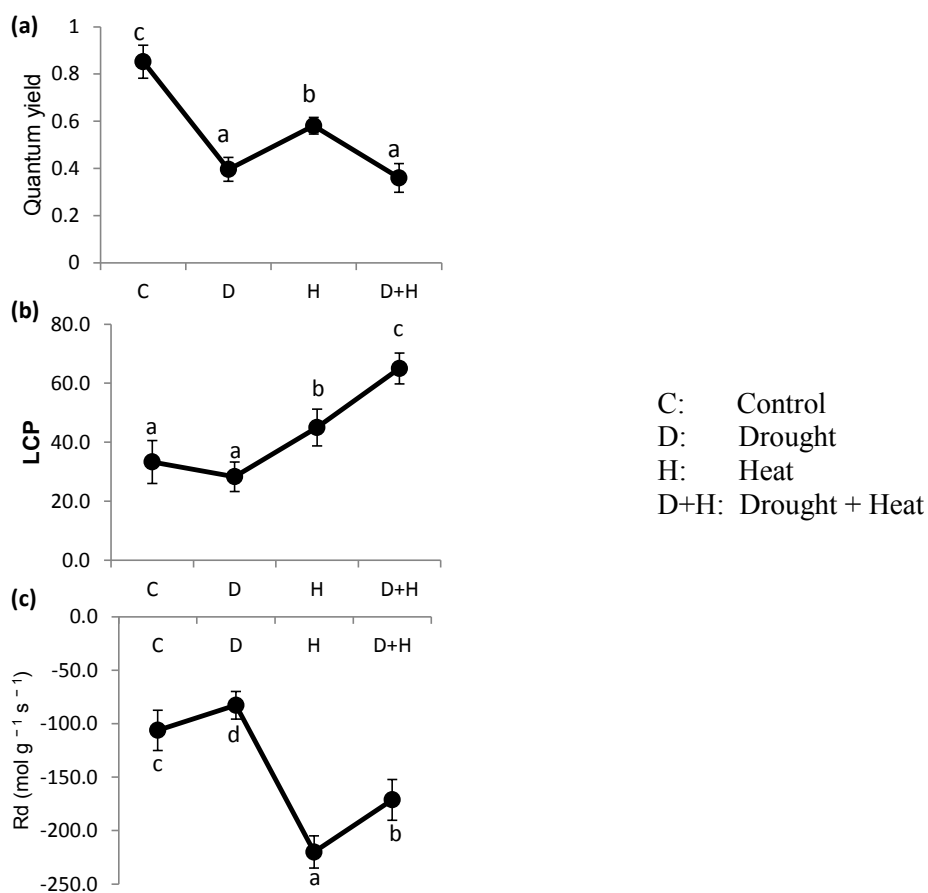 (a)
Quantum yield
1
0.8
0.6
0.4
0.2
0
c
a
b
a
C D H D+H
(b)
LCP
80.0
60.0
40.0
20.0
0.0
a
a
b
c
C D H D+H
(c)
Rd (mol g⁻¹ s⁻¹)
0.0
-50.0
-100.0
-150.0
-200.0
-250.0
C D H D+H
c
d
a
b
C: Control
D: Drought
H: Heat
D+H: Drought + Heat